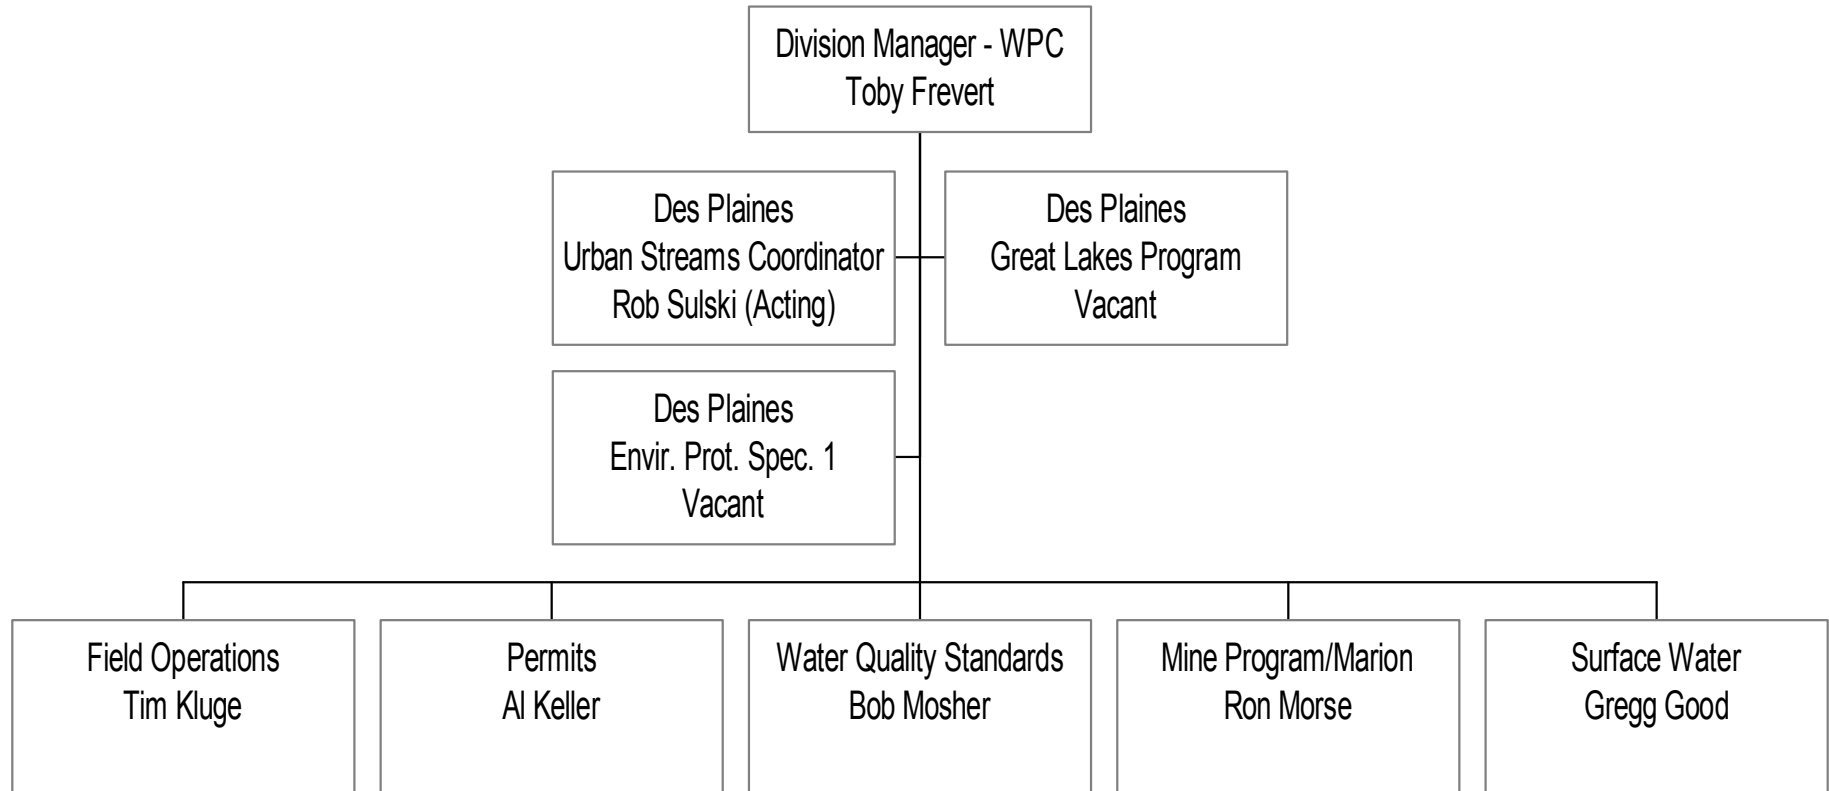 Division Manager - WPC
Toby Frevert
Des Plaines
Urban Streams Coordinator
Rob Sulski (Acting)
Des Plaines
Great Lakes Program
Vacant
Des Plaines
Envir. Prot. Spec. 1
Vacant
Field Operations
Tim Kluge
Permits
Al Keller
Water Quality Standards
Bob Mosher
Mine Program/Marion
Ron Morse
Surface Water
Gregg Good